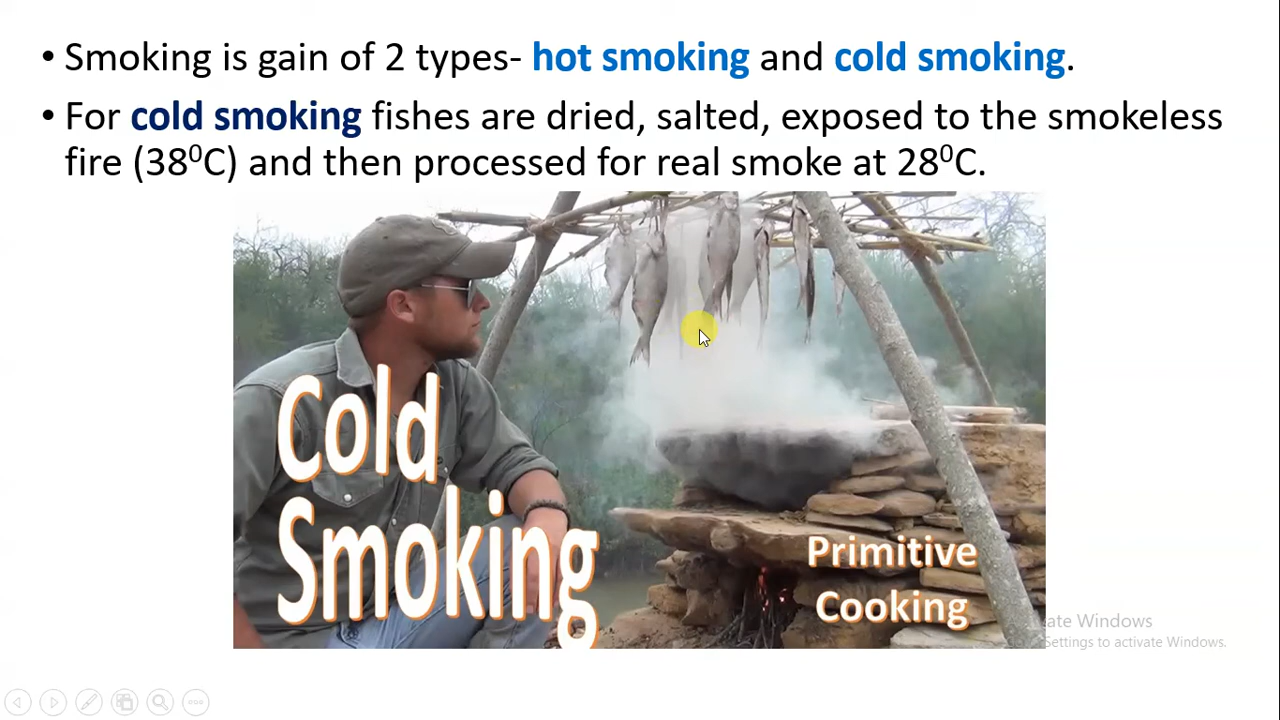 • Smoking is gain of 2 types- hot smoking and cold smoking.
• For cold smoking fishes are dried, salted, exposed to the smokeless
fire (38⁰C) and then processed for real smoke at 28⁰C.
Cold
Smoking
Primitive
Cooking
ate Windows
Settings to activate Windows.